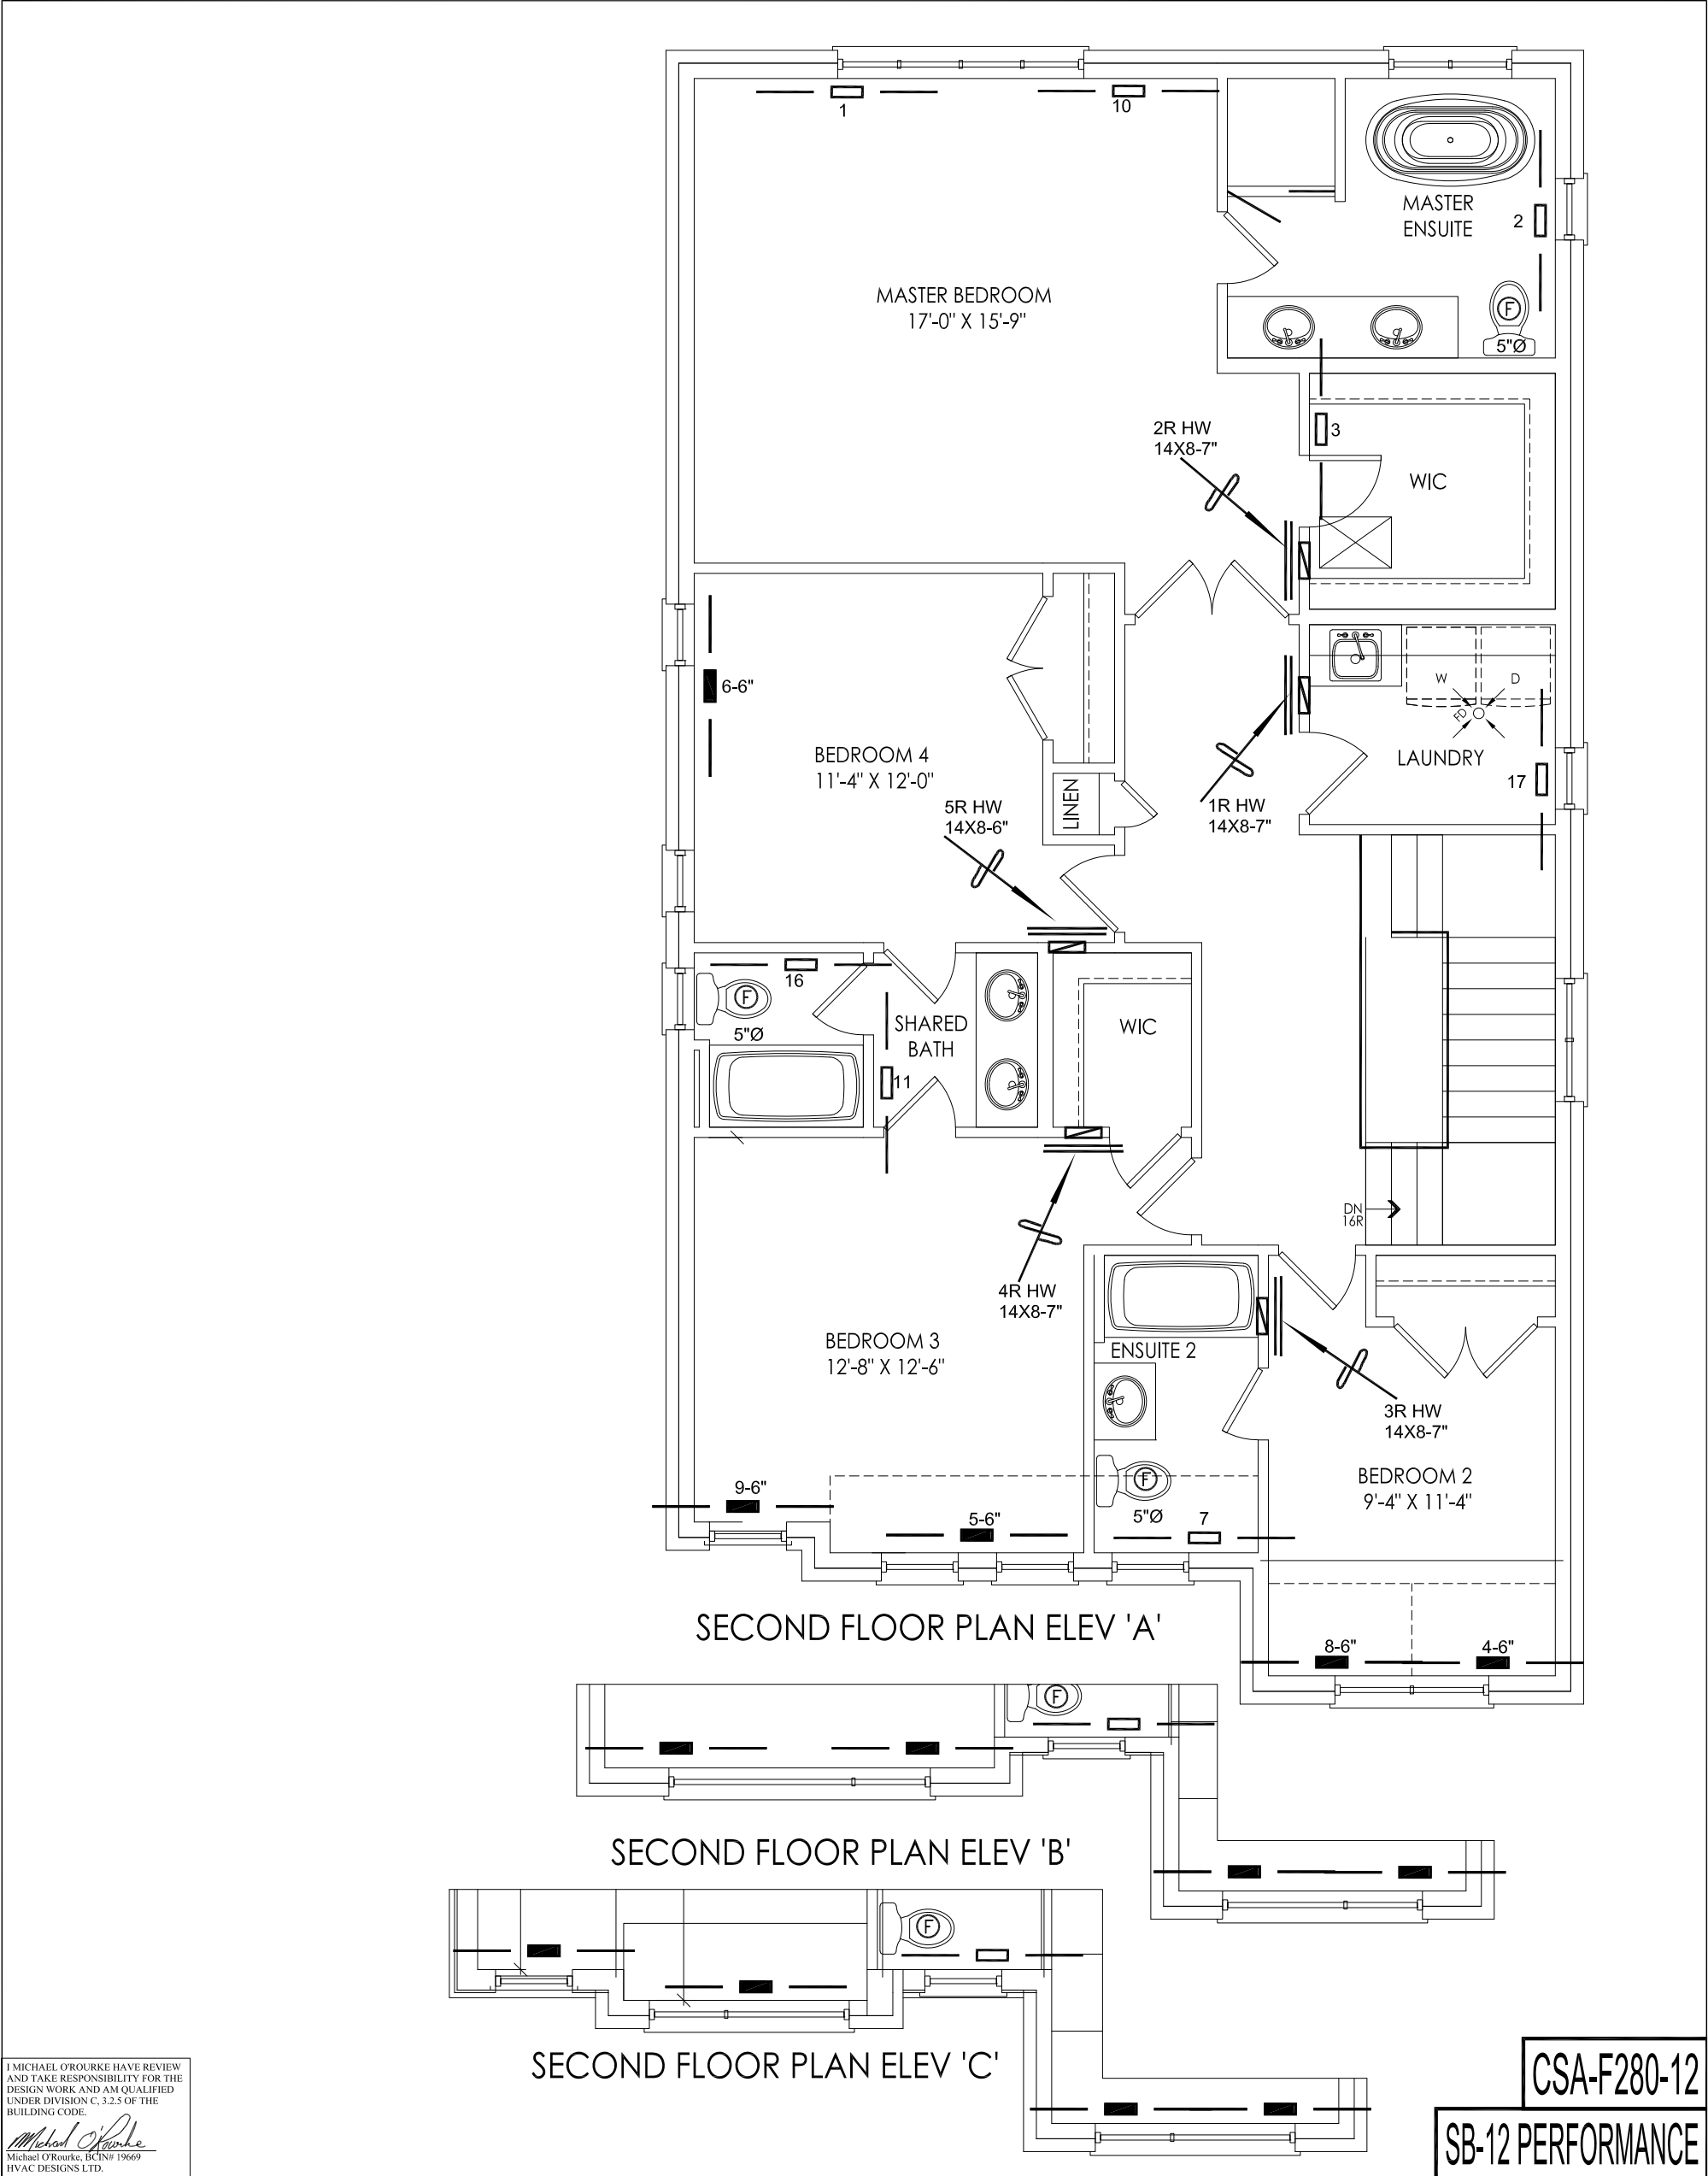 1
10
MASTER
ENSUITE
2
MASTER BEDROOM
17'-0" X 15'-9"
F
5"Ø
2R HW
14X8-7"
3
WIC
6-6"
W
D
FD
BEDROOM 4
11'-4" X 12'-0"
LAUNDRY
17
LINEN
5R HW
14X8-6"
1R HW
14X8-7"
16
F
5"Ø
SHARED
BATH
WIC
11
DN
16R
4R HW
14X8-7"
BEDROOM 3
12'-8" X 12'-6"
ENSUITE 2
3R HW
14X8-7"
BEDROOM 2
9'-4" X 11'-4"
F
5"Ø
9-6"
5-6"
7
SECOND FLOOR PLAN ELEV 'A'
8-6"
4-6"
F
SECOND FLOOR PLAN ELEV 'B'
F
SECOND FLOOR PLAN ELEV 'C'
I MICHAEL O'ROURKE HAVE REVIEW
AND TAKE RESPONSIBILITY FOR THE
DESIGN WORK AND AM QUALIFIED
UNDER DIVISION C, 3.2.5 OF THE
BUILDING CODE.
Michael O'Rourke
Michael O'Rourke, BCIN# 19669
HVAC DESIGNS LTD.
CSA-F280-12
SB-12 PERFORMANCE